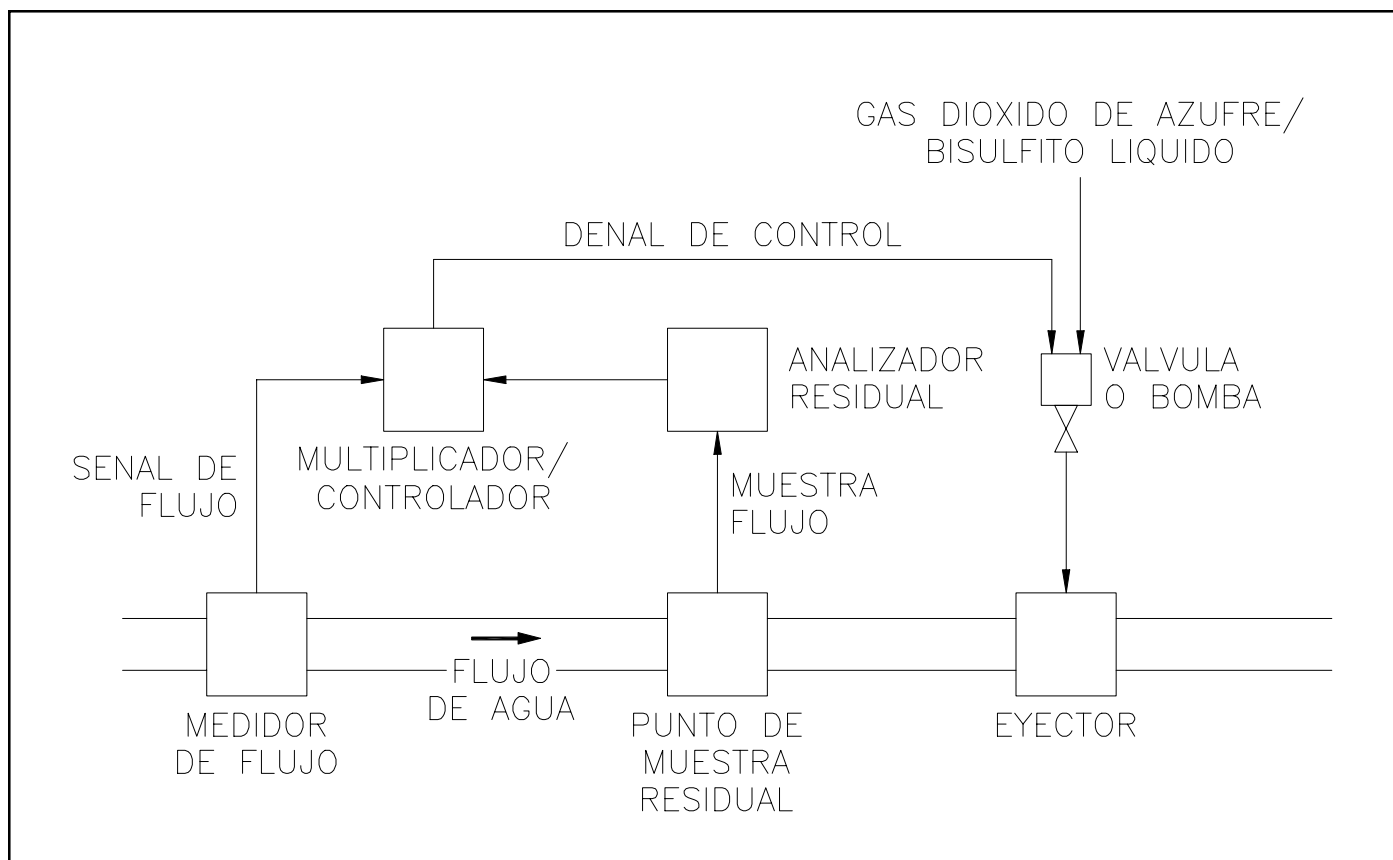 GAS DIOXIDO DE AZUFRE/
BISULFITO LIQUIDO
DENAL DE CONTROL
ANALIZADOR
RESIDUAL
VALVULA
O BOMBA
MULTIPLICADOR/
CONTROLADOR
SENAL DE
FLUJO
MUESTRA
FLUJO
FLUJO
DE AGUA
MEDIDOR
DE FLUJO
PUNTO DE
MUESTRA
RESIDUAL
EYECTOR